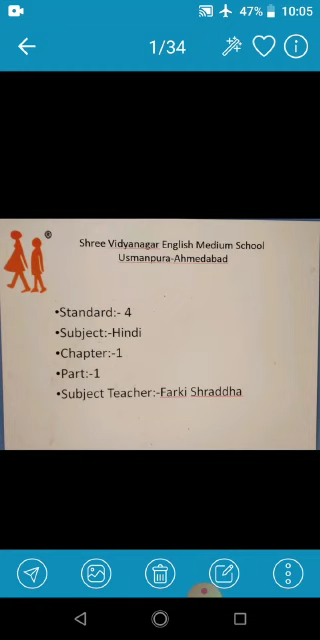 47% 10:05
1/34
®
Shree Vidyanagar English Medium School
Usmanpura-Ahmedabad
•Standard:- 4
•Subject:-Hindi
•Chapter:-1
•Part:-1
•Subject Teacher:-Farki Shraddha